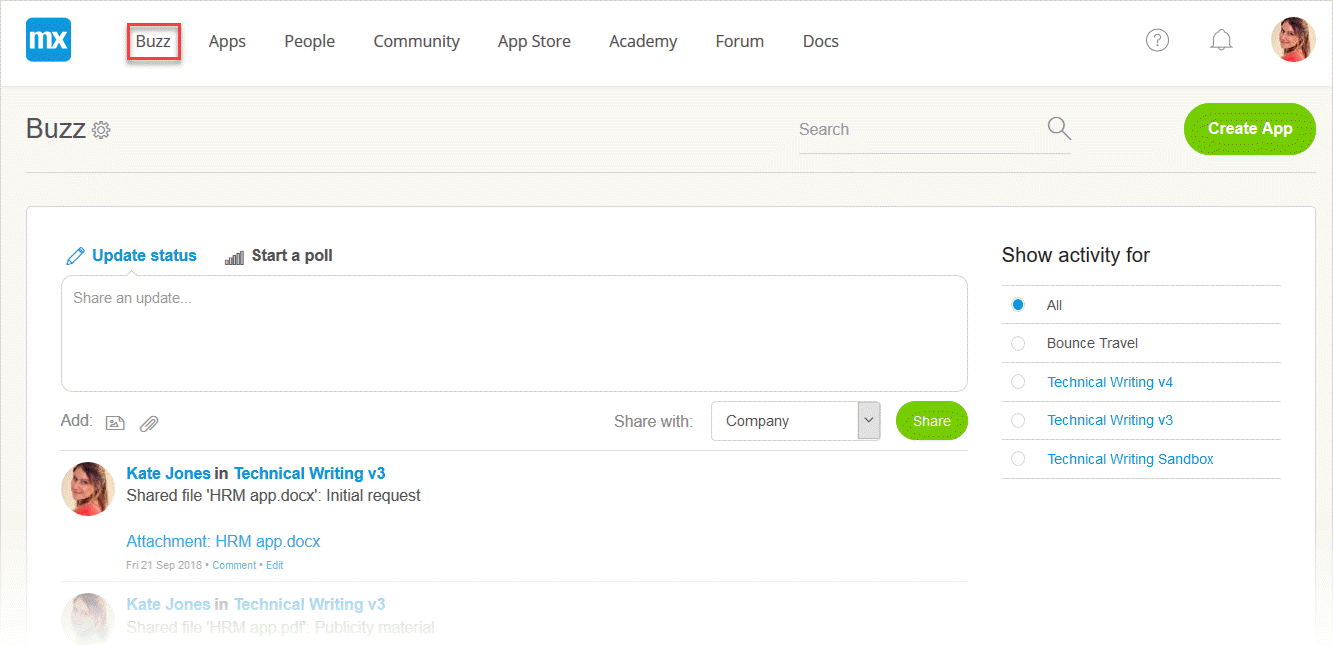 mx Buzz Apps People Community App Store Academy Forum Docs ?
Buzz Search Create App
Update status Start a poll
Share an update...
Add: Share with: Company Share
Kate Jones in Technical Writing v3
Shared file 'HRM app.docx': Initial request
Attachment: HRM app.docx
Fri 21 Sep 2018 • Comment • Edit
Kate Jones in Technical Writing v3
Shared file 'HRM app.pdf': Publicity material
Show activity for
All
Bounce Travel
Technical Writing v4
Technical Writing v3
Technical Writing Sandbox